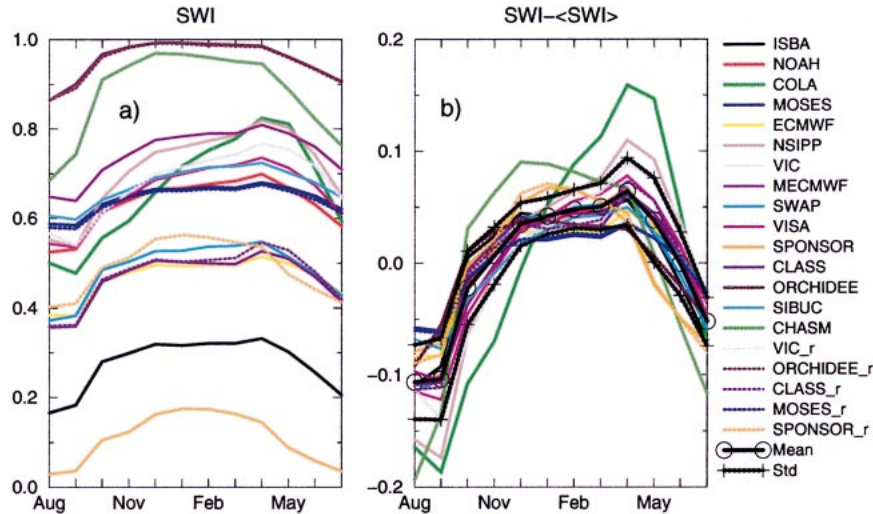 SWI
SWI–<SWI>
1.0
0.8
0.6
0.4
0.2
0.0
a)
Aug
Nov
Feb
May
0.2
0.1
0.0
−0.1
−0.2
b)
Aug
Nov
Feb
May
ISBA
NOAH
COLA
MOSES
ECMWF
NSIPP
VIC
MECMWF
SWAP
VISA
SPONSOR
CLASS
ORCHIDEE
SIBUC
CHASM
VIC_r
ORCHIDEE_r
CLASS_r
MOSES_r
SPONSOR_r
Mean
Std